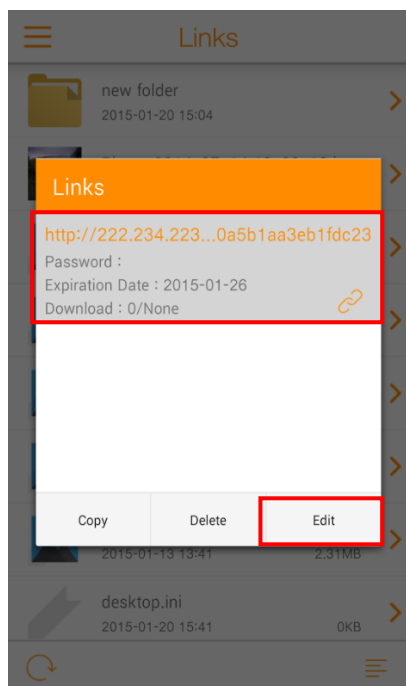 Links
new folder
2015-01-20 15:04
Links
http://222.234.223...0a5b1aa3eb1fdc23
Password :
Expiration Date : 2015-01-26
Download : 0/None
Copy Delete Edit
2015-01-13 13:41 2.31MB
desktop.ini
2015-01-20 15:41 0KB